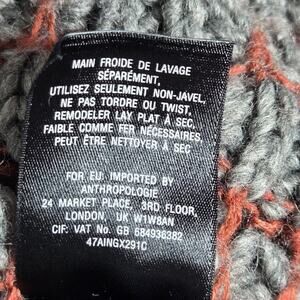 MAIN FROIDE DE LAVAGE
SÉPARÉMENT,
UTILISEZ SEULEMENT NON-JAVEL,
NE PAS TORDRE OU TWIST,
REMODELER LAY PLAT À SEC,
FAIBLE COMME FER NÉCESSAIRES,
PEUT ÊTRE NETTOYER À SEC
FOR EU: IMPORTED BY
ANTHROPOLOGIE
24 MARKET PLACE, 3RD FLOOR,
LONDON, UK W1W8AN
CIF: VAT No. GB 684936382
47AINGX291C